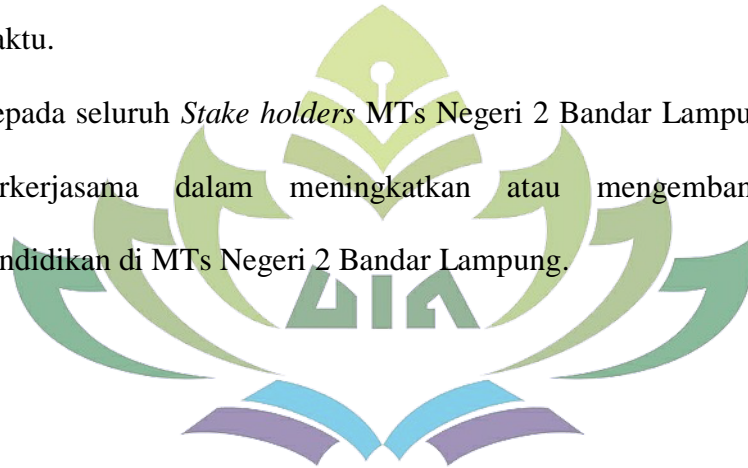 aktu.
epada seluruh Stake holders MTs Negeri 2 Bandar Lampu
rkerjasama dalam meningkatkan atau mengemban
ndidikan di MTs Negeri 2 Bandar Lampung.
UIN